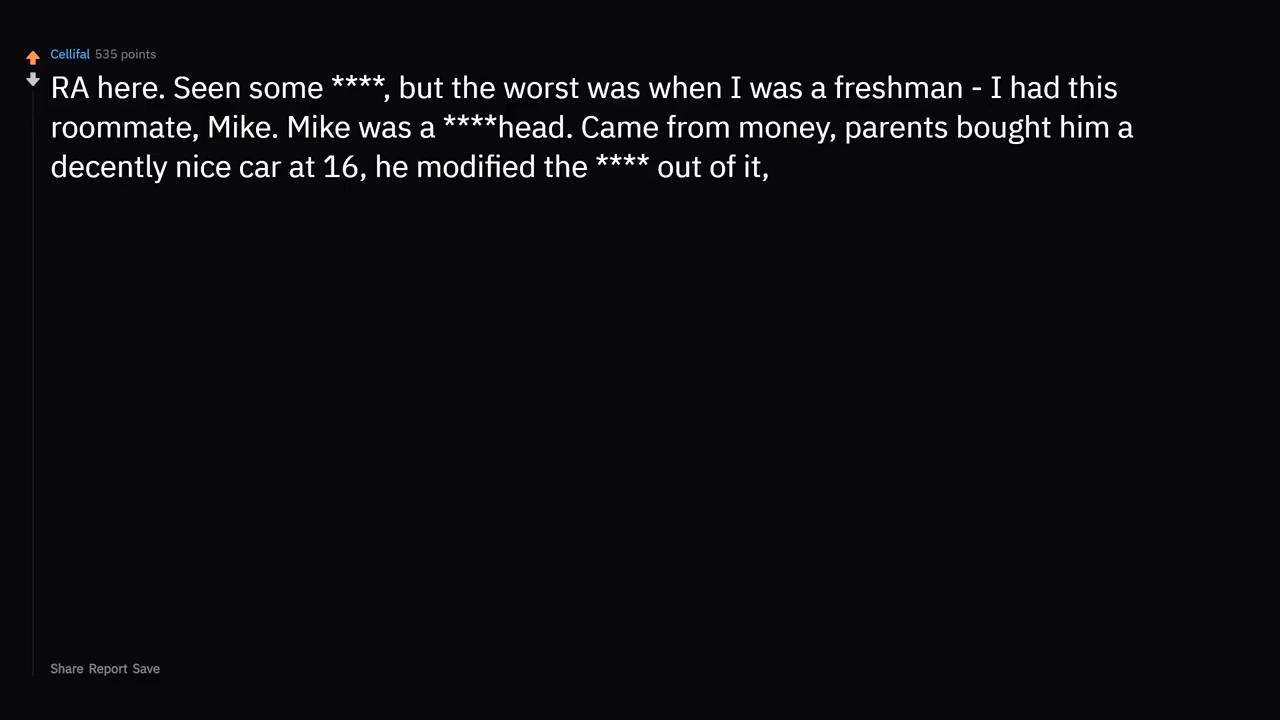 Cellifal 535 points
RA here. Seen some ****, but the worst was when I was a freshman - I had this
roommate, Mike. Mike was a ****head. Came from money, parents bought him a
decently nice car at 16, he modified the **** out of it,
Share Report Save